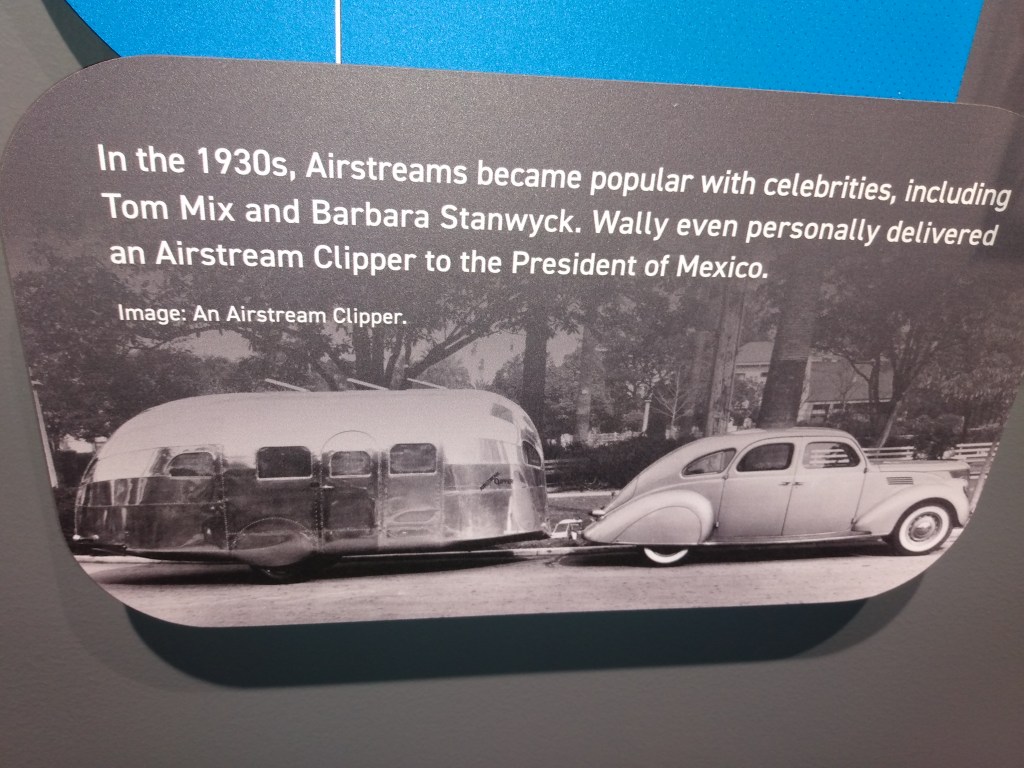 In the 1930s, Airstreams became popular with celebrities, including
Tom Mix and Barbara Stanwyck. Wally even personally delivered
an Airstream Clipper to the President of Mexico.
Image: An Airstream Clipper.